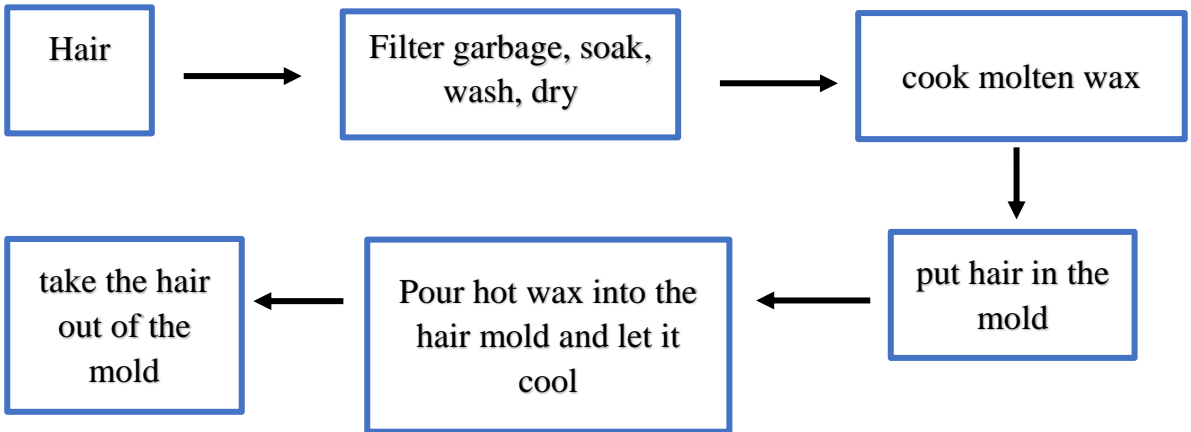 Hair
Filter garbage, soak,
wash, dry
cook molten wax
put hair in the
mold
Pour hot wax into the
hair mold and let it
cool
take the hair
out of the
mold